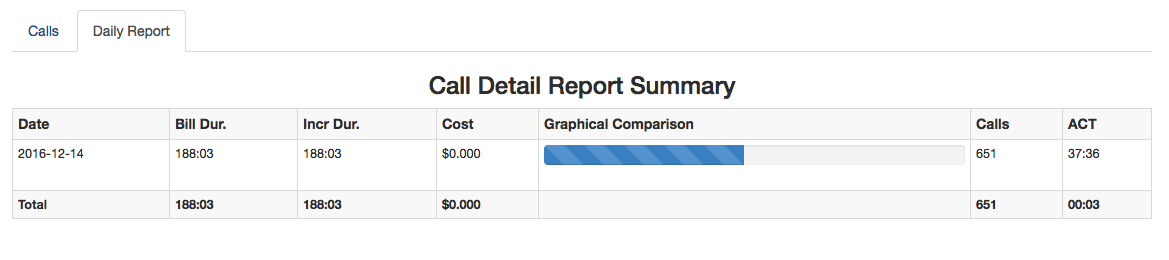 Calls Daily Report
Call Detail Report Summary
Date Bill Dur. Incr Dur. Cost Graphical Comparison Calls ACT
2016-12-14 188:03 188:03 $0.000 651 37:36
Total 188:03 188:03 $0.000 651 00:03